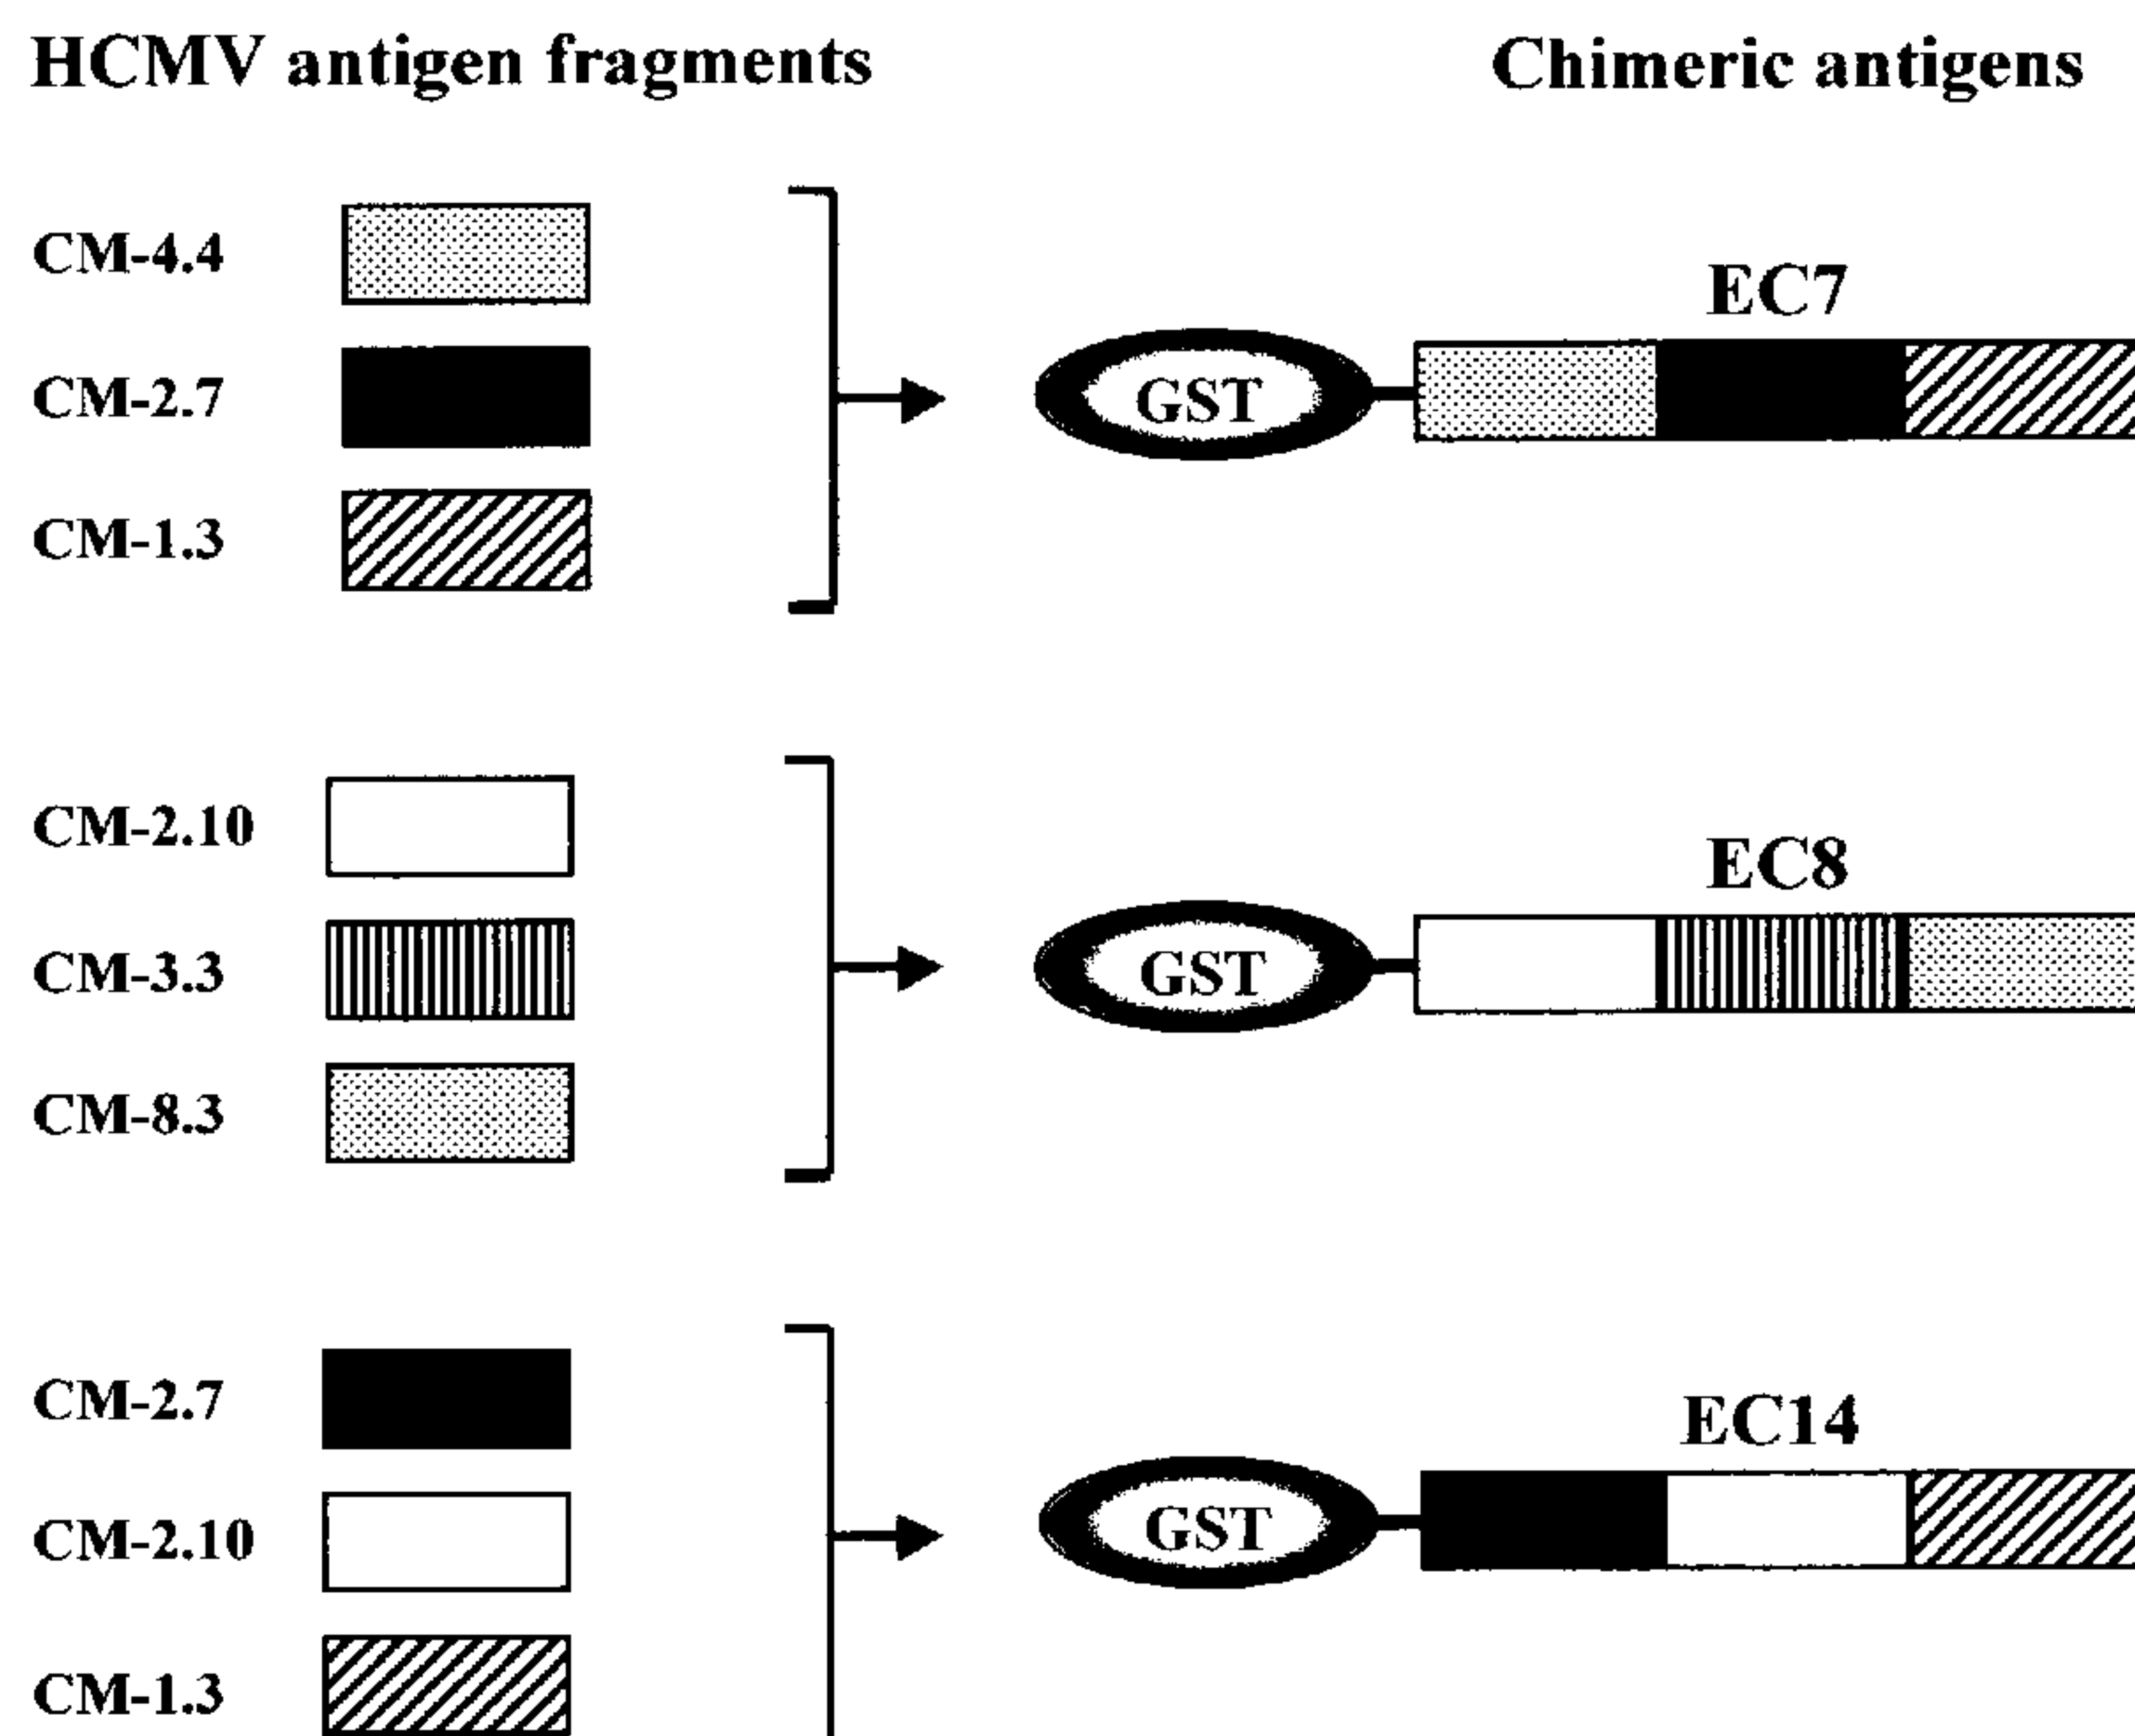 HCMV antigen fragments
Chimeric antigens
CM-4.4
CM-2.7
CM-1.3
GST
EC7
CM-2.10
CM-3.3
CM-8.3
GST
EC8
CM-2.7
CM-2.10
CM-1.3
GST
EC14